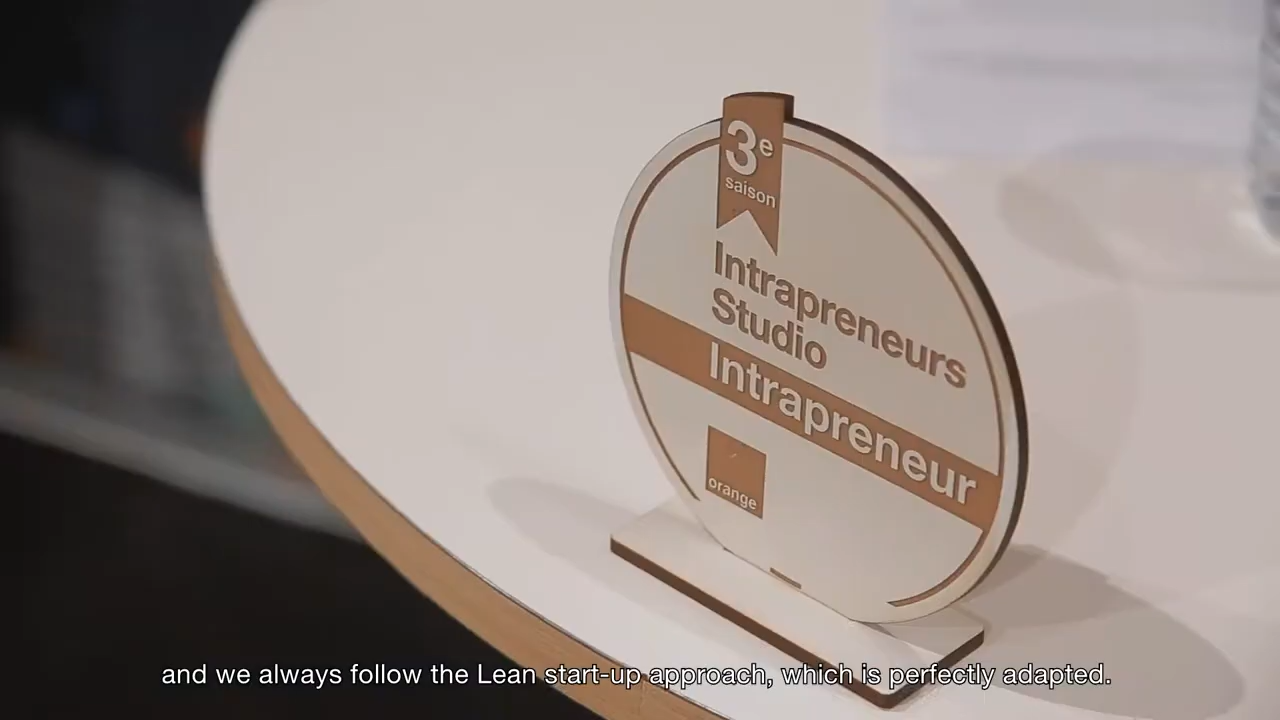 3e
saison
Intrapreneurs
Studio
Intrapreneur
orange
and we always follow the Lean start-up approach, which is perfectly adapted.